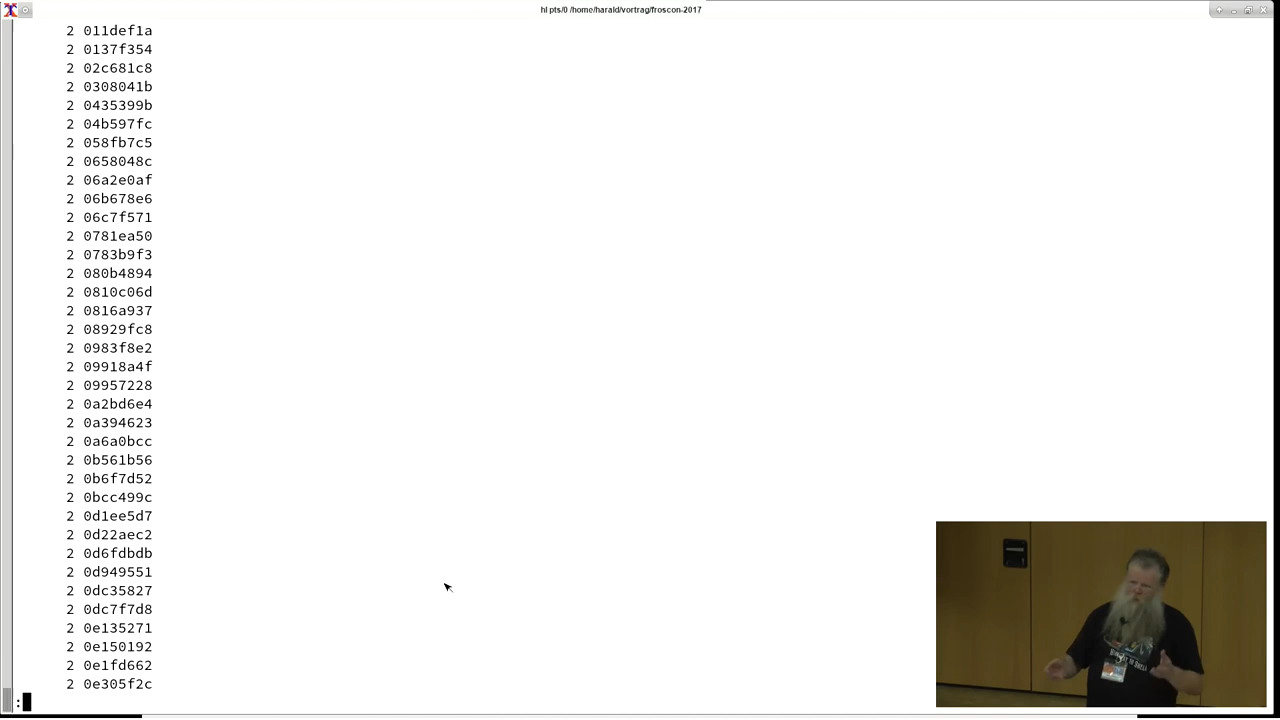 hl pts/0 /home/harald/vortrag/froscon-2017
2 011def1a
2 0137f354
2 02c681c8
2 0308041b
2 0435399b
2 04b597fc
2 058fb7c5
2 0658048c
2 06a2e0af
2 06b678e6
2 06c7f571
2 0781ea50
2 0783b9f3
2 080b4894
2 0810c06d
2 0816a937
2 08929fc8
2 0983f8e2
2 09918a4f
2 09957228
2 0a2bd6e4
2 0a394623
2 0a6a0bcc
2 0b561b56
2 0b6f7d52
2 0bcc499c
2 0d1ee5d7
2 0d22aec2
2 0d6fdbdb
2 0d949551
2 0dc35827
2 0dc7f7d8
2 0e135271
2 0e150192
2 0e1fd662
2 0e305f2c
: